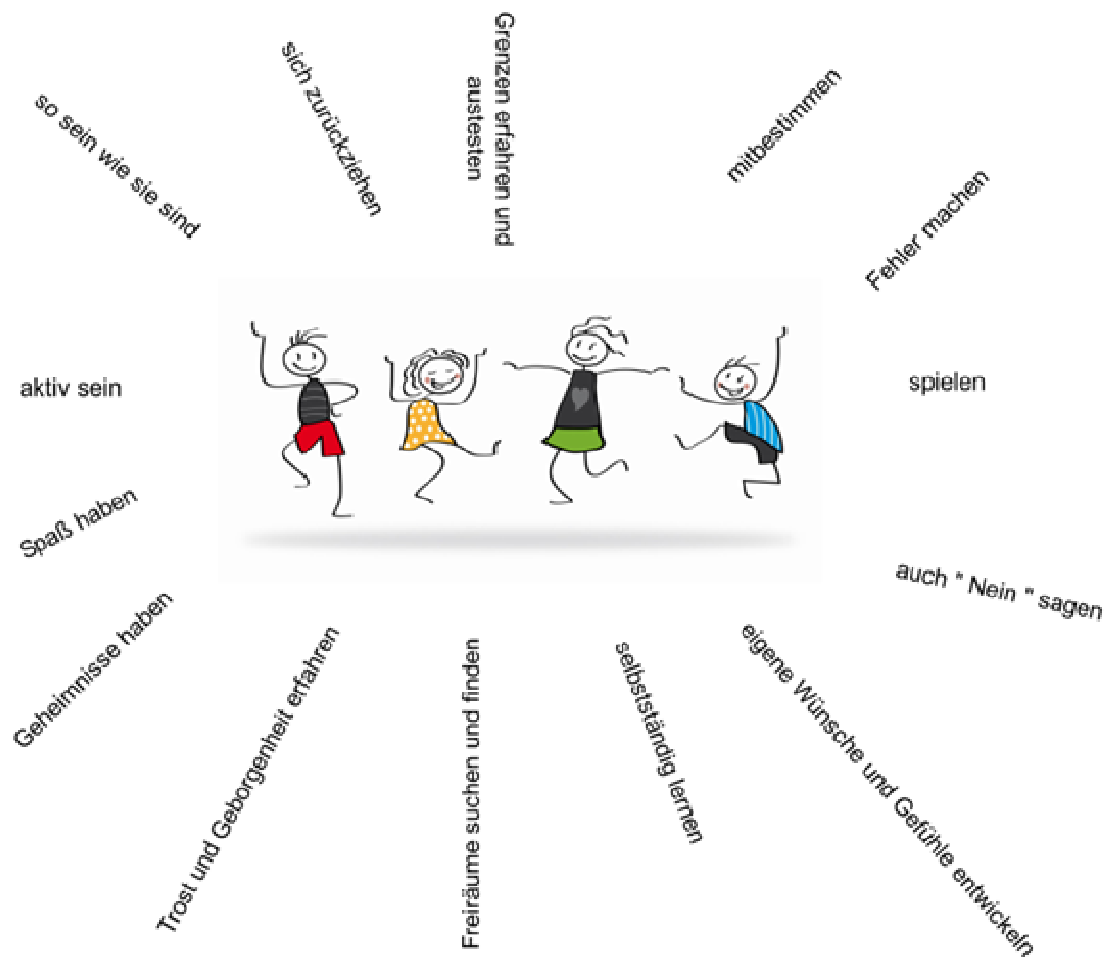 so sein wie sie sind
sich zurückziehen
Grenzen erfahren und
austesten
mitbestimmen
Fehler machen
aktiv sein
spielen
Spaß haben
auch " Nein " sagen
Geheimnisse haben
Trost und Geborgenheit erfahren
Freiräume suchen und finden
selbstständig lernen
eigene Wünsche und Gefühle entwickeln